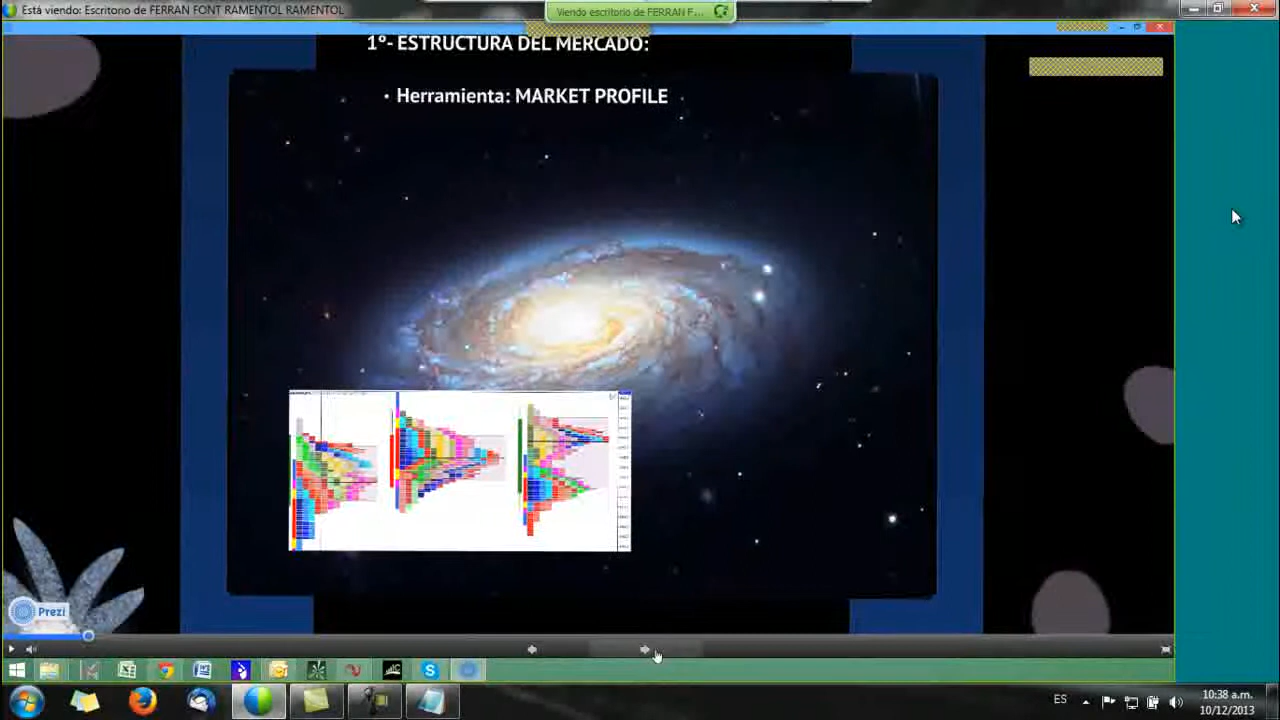 Está viendo: Escritorio de FERRAN FONT RAMENTOL RAMENTOL
Viendo escritorio de FERRAN F...
1º- ESTRUCTURA DEL MERCADO:
• Herramienta: MARKET PROFILE
Prezi
ES
10:38 a.m.
10/12/2013